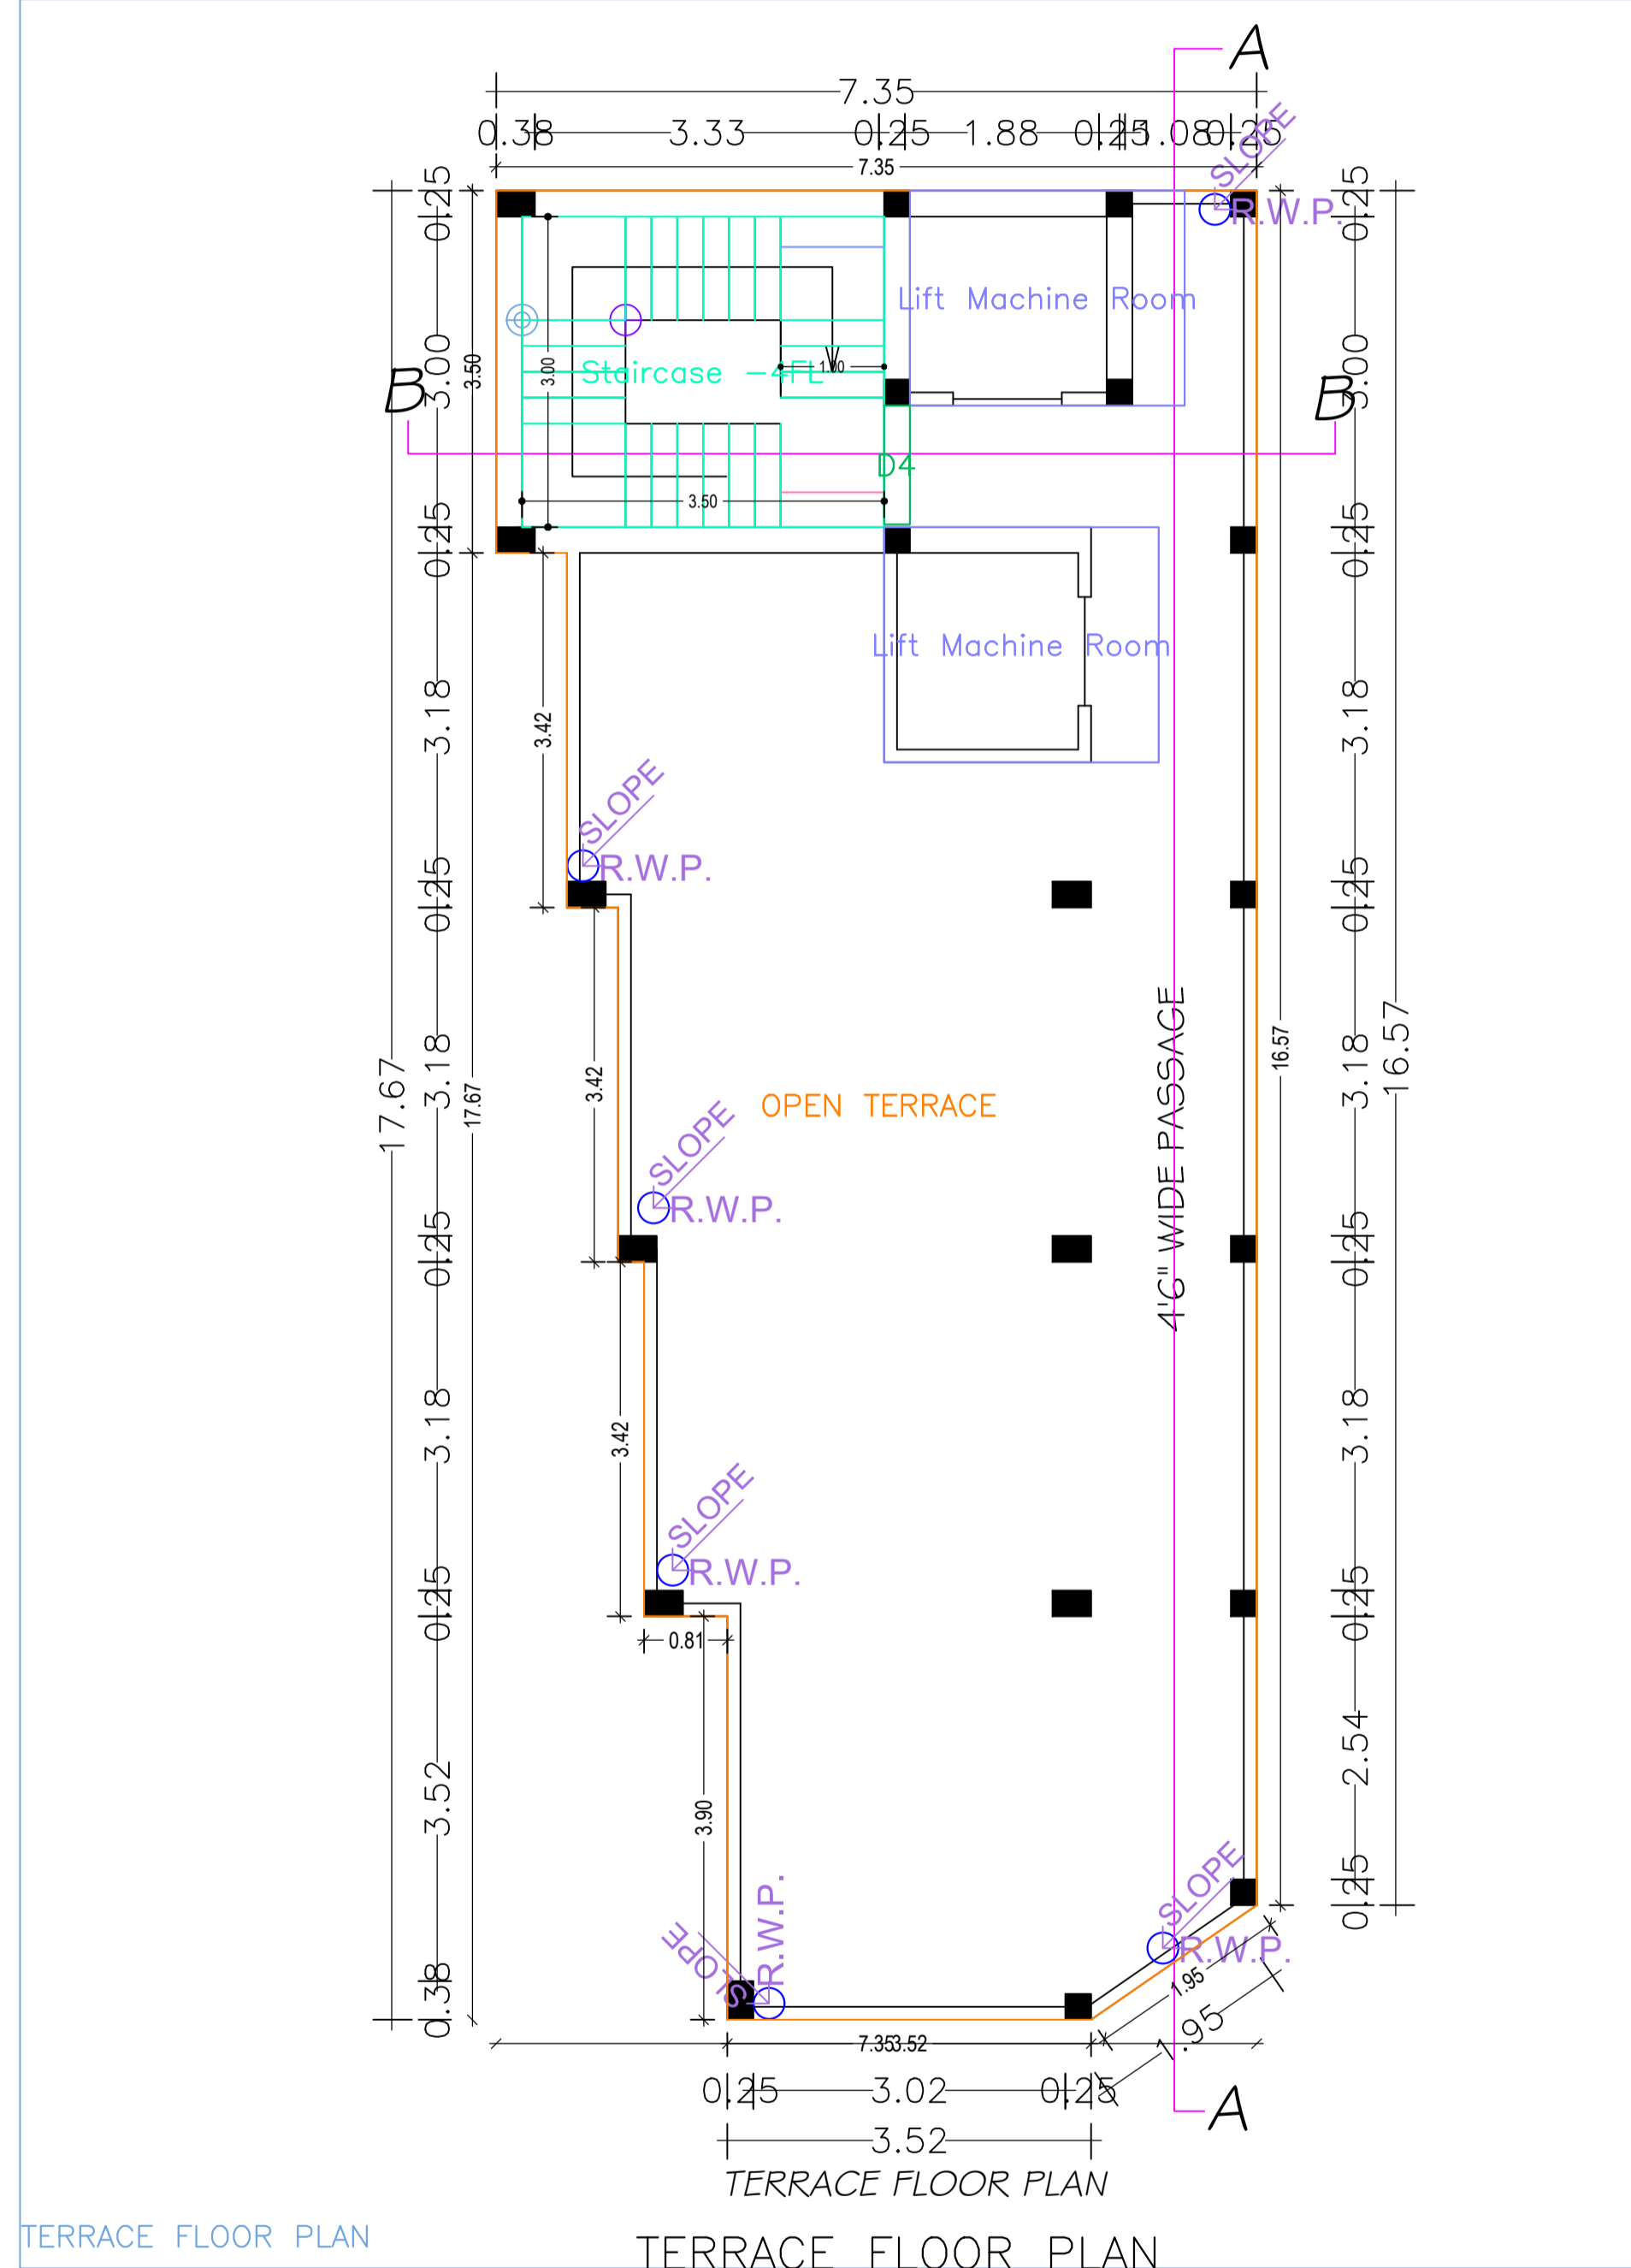 A
7.35
0.38 3.33 0.25 1.88 0.25 1.08 0.25
7.35
SLOPE
R.W.P.
0.25 0.25
Lift Machine Room
3.00 3.50 3.00 Staircase -4FL 1.00 3.00
B B
D4
3.50
0.25 0.25
Lift Machine Room
3.18 3.42 3.18
SLOPE
R.W.P.
0.25 0.25
17.67 3.18 17.67 3.42 OPEN TERRACE 4'6" WIDE PASSAGE 16.57 3.18 16.57
SLOPE
R.W.P.
0.25 0.25
3.18 3.42 3.18
SLOPE
R.W.P.
0.25 0.25
0.81
3.52 3.90 2.54
SLOPE R.W.P. SLOPE R.W.P.
0.25
0.38
1.95
1.95
7.35 3.52
0.25 3.02 0.25
3.52
A
TERRACE FLOOR PLAN
TERRACE FLOOR PLAN
TERRACE FLOOR PLAN